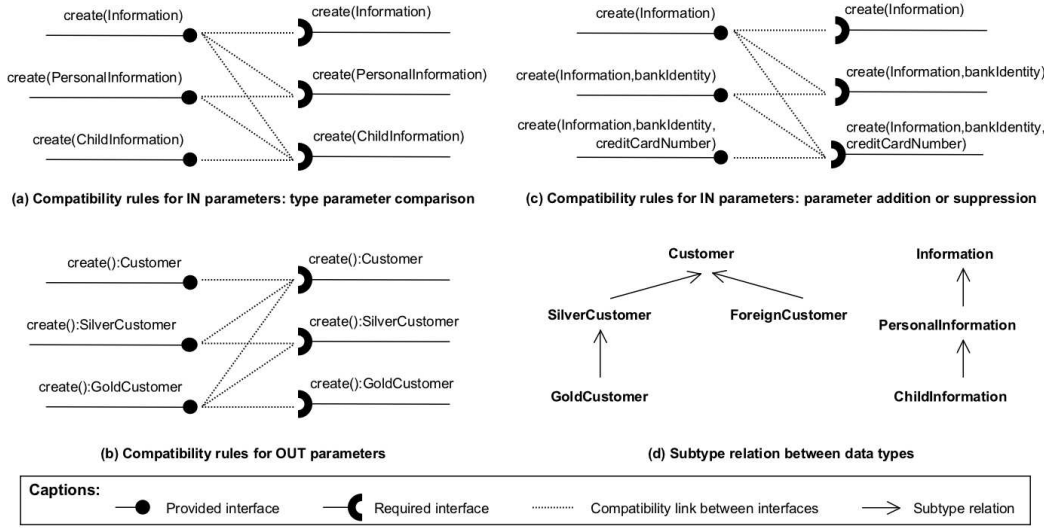 create(Information)
create(Information)
create(PersonalInformation)
create(PersonalInformation)
create(ChildInformation)
create(ChildInformation)
(a) Compatibility rules for IN parameters: type parameter comparison
create(Information)
create(Information)
create(Information,bankIdentity)
create(Information,bankIdentity)
create(Information,bankIdentity,
creditCardNumber)
create(Information,bankIdentity,
creditCardNumber)
(c) Compatibility rules for IN parameters: parameter addition or suppression
create():Customer
create():Customer
create():SilverCustomer
create():SilverCustomer
create():GoldCustomer
create():GoldCustomer
(b) Compatibility rules for OUT parameters
Customer
SilverCustomer
ForeignCustomer
GoldCustomer
Information
PersonalInformation
ChildInformation
(d) Subtype relation between data types
Captions:
Provided interface
Required interface
Compatibility link between interfaces
Subtype relation